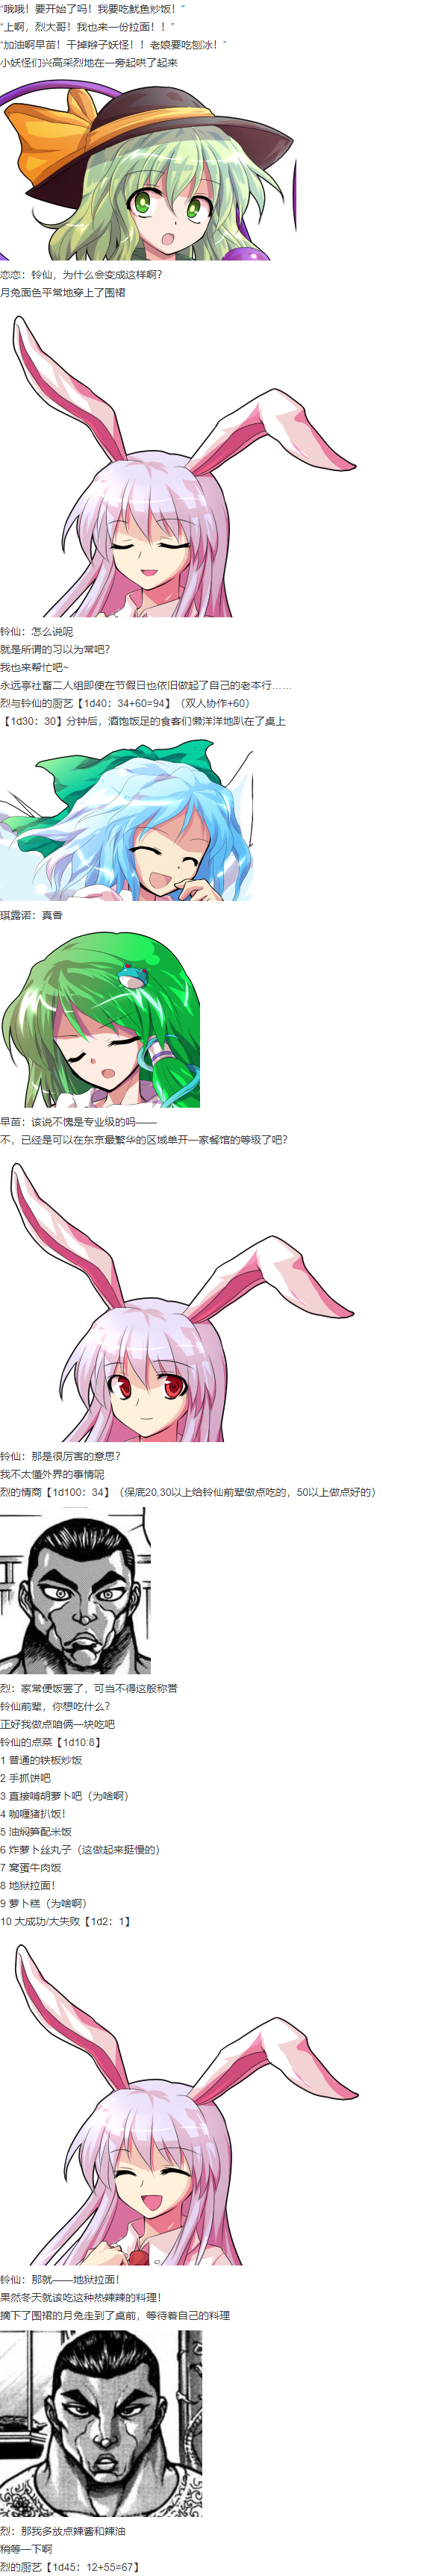 “哦哦！要开始了吗！我要吃鱿鱼炒饭！”
“上啊，烈大哥！我也来一份拉面！！”
“加油啊早苗！干掉辫子妖怪！！老娘要吃刨冰！”
小妖怪们兴高采烈地在一旁起哄了起来
恋恋：铃仙，为什么会变成这样啊？
月兔面色平常地穿上了围裙
铃仙：怎么说呢
就是所谓的习以为常吧？
我也来帮忙吧~
永远亭社畜二人组即使在节假日也依旧做起了自己的老本行……
烈与铃仙的厨艺【1d40：34+60=94】（双人协作+60）
【1d30：30】分钟后，酒饱饭足的食客们懒洋洋地趴在了桌上
琪露诺：真香
早苗：该说不愧是专业级的吗——
不，已经是可以在东京最繁华的区域单开一家餐馆的等级了吧？
铃仙：那是很厉害的意思？
我不太懂外界的事情呢
烈的情商【1d100：34】（保底20,30以上给铃仙前辈做点吃的，50以上做点好的）
烈：家常便饭罢了，可当不得这般称誉
铃仙前辈，你想吃什么？
正好我做点咱俩一块吃吧
铃仙的点菜【1d10:8】
1 普通的铁板炒饭
2 手抓饼吧
3 直接啃胡萝卜吧（为啥啊）
4 咖喱猪扒饭！
5 油焖笋配米饭
6 炸萝卜丝丸子（这做起来挺慢的）
7 窝蛋牛肉饭
8 地狱拉面！
9 萝卜糕（为啥啊）
10 大成功/大失败【1d2：1】
铃仙：那就——地狱拉面！
果然冬天就该吃这种热辣辣的料理！
摘下了围裙的月兔走到了桌前，等待着自己的料理
烈：那我多放点辣酱和辣油
稍等一下啊
烈的厨艺【1d45：12+55=67】